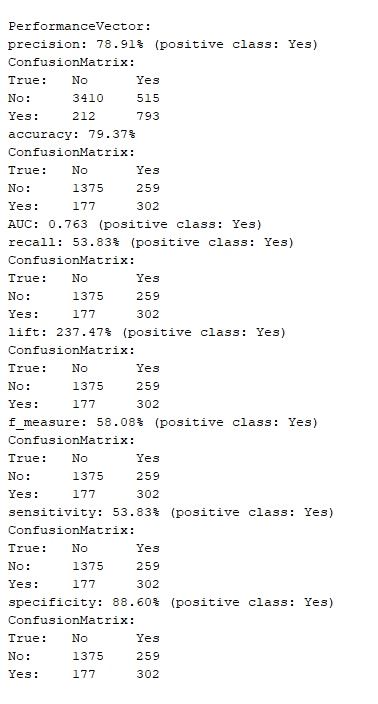 PerformanceVector:
precision: 78.91% (positive class: Yes)
ConfusionMatrix:
True: No Yes
No: 3410 515
Yes: 212 793
accuracy: 79.37%
ConfusionMatrix:
True: No Yes
No: 1375 259
Yes: 177 302
AUC: 0.763 (positive class: Yes)
recall: 53.83% (positive class: Yes)
ConfusionMatrix:
True: No Yes
No: 1375 259
Yes: 177 302
lift: 237.47% (positive class: Yes)
ConfusionMatrix:
True: No Yes
No: 1375 259
Yes: 177 302
f_measure: 58.08% (positive class: Yes)
ConfusionMatrix:
True: No Yes
No: 1375 259
Yes: 177 302
sensitivity: 53.83% (positive class: Yes)
ConfusionMatrix:
True: No Yes
No: 1375 259
Yes: 177 302
specificity: 88.60% (positive class: Yes)
ConfusionMatrix:
True: No Yes
No: 1375 259
Yes: 177 302